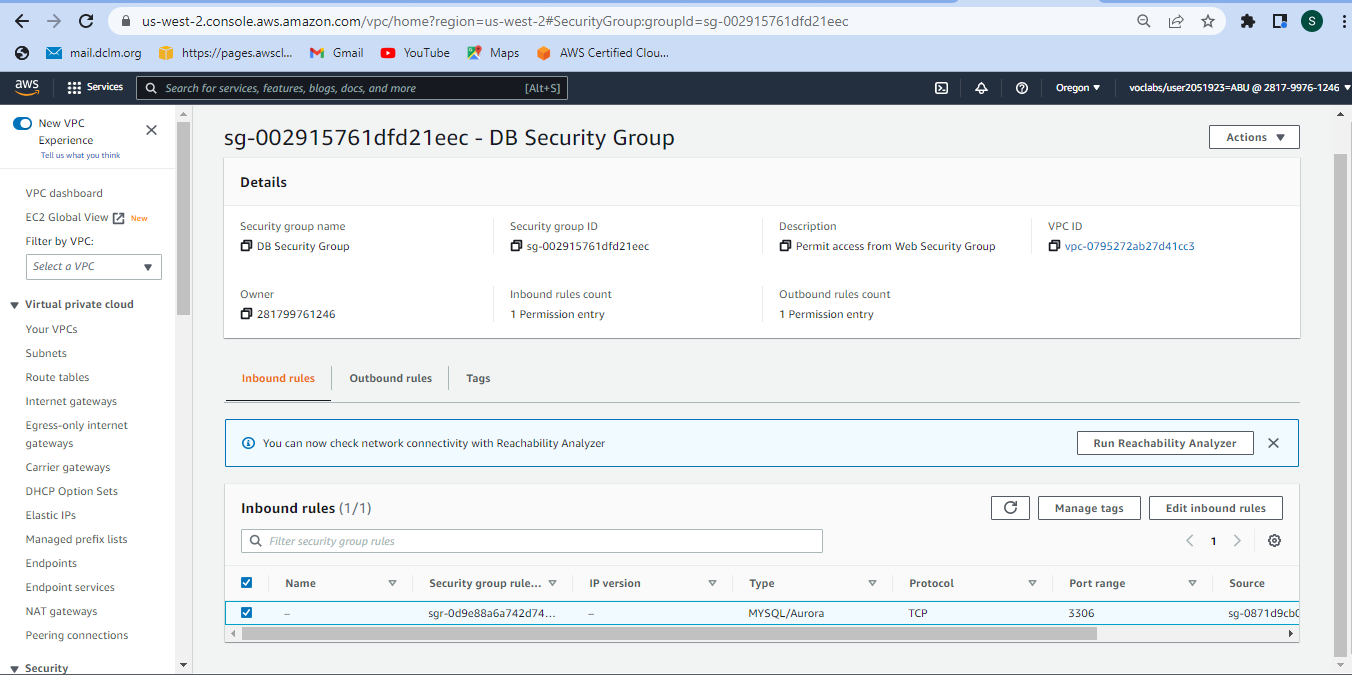 us-west-2.console.aws.amazon.com/vpc/home?region=us-west-2#SecurityGroup:groupId=sg-002915761dfd21eec
S
mail.dclm.org
https://pages.awscl...
Gmail
YouTube
Maps
AWS Certified Clou...
aws
Services
Search for services, features, blogs, docs, and more
[Alt+S]
Oregon
voclabs/user2051923=ABU @ 2817-9976-1246
New VPC
Experience
Tell us what you think
VPC dashboard
EC2 Global View
New
Filter by VPC:
Select a VPC
Virtual private cloud
Your VPCs
Subnets
Route tables
Internet gateways
Egress-only internet
gateways
Carrier gateways
DHCP Option Sets
Elastic IPs
Managed prefix lists
Endpoints
Endpoint services
NAT gateways
Peering connections
Security
sg-002915761dfd21eec - DB Security Group
Actions
Details
Security group name
DB Security Group
Security group ID
sg-002915761dfd21eec
Description
Permit access from Web Security Group
VPC ID
vpc-0795272ab27d41cc3
Owner
281799761246
Inbound rules count
1 Permission entry
Outbound rules count
1 Permission entry
Inbound rules
Outbound rules
Tags
You can now check network connectivity with Reachability Analyzer
Run Reachability Analyzer
Inbound rules (1/1)
Manage tags
Edit inbound rules
Filter security group rules
1
Name
Security group rule...
IP version
Type
Protocol
Port range
Source
–
sgr-0d9e88a6a742d74...
–
MYSQL/Aurora
TCP
3306